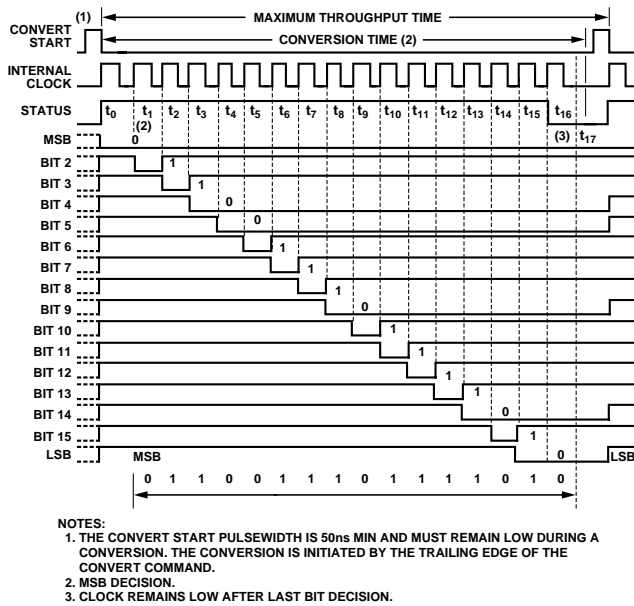 (1)
MAXIMUM THROUGHPUT TIME
CONVERT
START
CONVERSION TIME (2)
INTERNAL
CLOCK
STATUS
t0 t1 t2 t3 t4 t5 t6 t7 t8 t9 t10 t11 t12 t13 t14 t15 t16
(2) (3) t17
MSB 0
BIT 2 1
BIT 3 1
BIT 4 0
BIT 5 0
BIT 6 1
BIT 7 1
BIT 8 1
BIT 9 0
BIT 10 1
BIT 11 1
BIT 12 1
BIT 13 1
BIT 14 0
BIT 15 1
LSB MSB 0 LSB
0 1 1 0 0 1 1 1 0 1 1 1 1 0 1 0
NOTES:
1. THE CONVERT START PULSEWIDTH IS 50ns MIN AND MUST REMAIN LOW DURING A
CONVERSION. THE CONVERSION IS INITIATED BY THE TRAILING EDGE OF THE
CONVERT COMMAND.
2. MSB DECISION.
3. CLOCK REMAINS LOW AFTER LAST BIT DECISION.